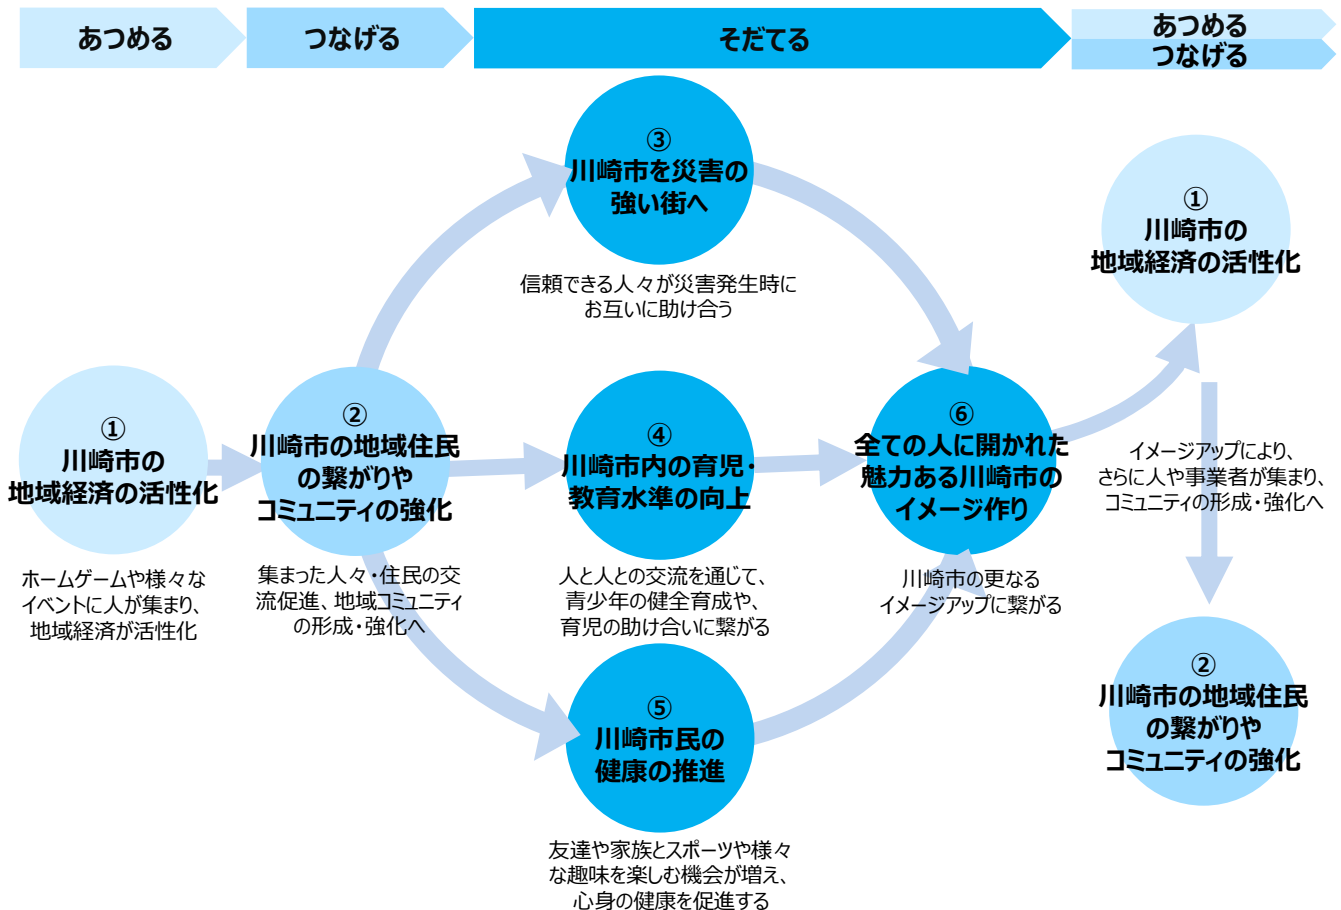 あつめる
つなげる
そだてる
あつめる
つなげる
①
川崎市の
地域経済の活性化
ホームゲームや様々な
イベントに人が集まり、
地域経済が活性化
②
川崎市の地域住民
の繋がりや
コミュニティの強化
集まった人々・住民の交
流促進、地域コミュニティ
の形成・強化へ
③
川崎市を災害の
強い街へ
信頼できる人々が災害発生時に
お互いに助け合う
④
川崎市内の育児・
教育水準の向上
人と人との交流を通じて、
青少年の健全育成や、
育児の助け合いに繋がる
⑤
川崎市民の
健康の推進
友達や家族とスポーツや様々
な趣味を楽しむ機会が増え、
心身の健康を促進する
⑥
全ての人に開かれた
魅力ある川崎市の
イメージ作り
川崎市の更なる
イメージアップに繋がる
①
川崎市の
地域経済の活性化
イメージアップにより、
さらに人や事業者が集まり、
コミュニティの形成・強化へ
②
川崎市の地域住民
の繋がりや
コミュニティの強化